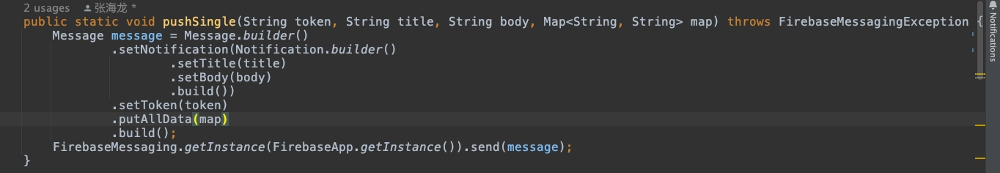 2 usages 张海龙 *
public static void pushSingle(String token, String title, String body, Map<String, String> map) throws FirebaseMessagingException {
Message message = Message.builder()
.setNotification(Notification.builder()
.setTitle(title)
.setBody(body)
.build())
.setToken(token)
.putAllData(map)
.build();
FirebaseMessaging.getInstance(FirebaseApp.getInstance()).send(message);
}
Notifications